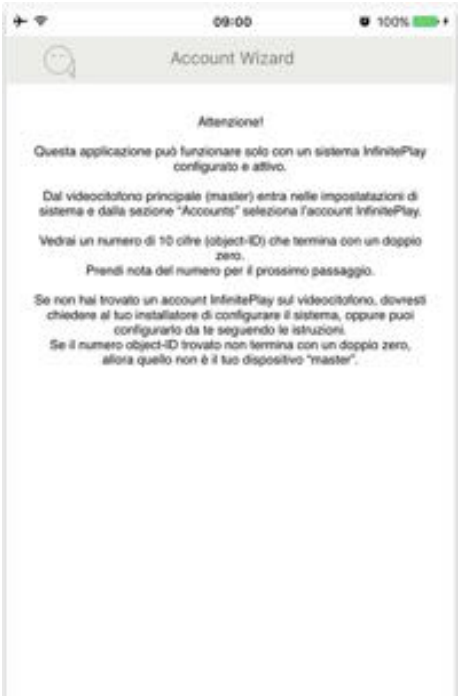 09:00
100%
Account Wizard
Attenzione!
Questa applicazione può funzionare solo con un sistema InfinitePlay
configurato e attivo.
Dal videocitofono principale (master) entra nelle impostatazioni di
sistema e dalla sezione “Accounts” seleziona l'account InfinitePlay.
Vedrai un numero di 10 cifre (object-ID) che termina con un doppio
zero.
Prendi nota del numero per il prossimo passaggio.
Se non hai trovato un account InfinitePlay sul videocitofono, dovresti
chiedere al tuo installatore di configurare il sistema, oppure puoi
configurarlo da te seguendo le istruzioni.
Se il numero object-ID trovato non termina con un doppio zero,
allora quello non è il tuo dispositivo “master”.